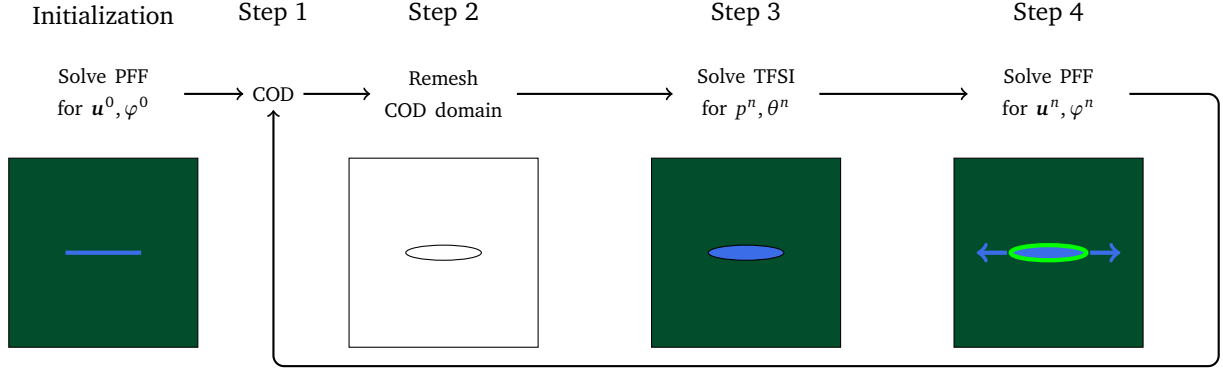 Initialization
Step 1
Step 2
Step 3
Step 4
Solve PFF
for u⁰, φ⁰
COD
Remesh
COD domain
Solve TFSI
for pⁿ, θⁿ
Solve PFF
for uⁿ, φⁿ